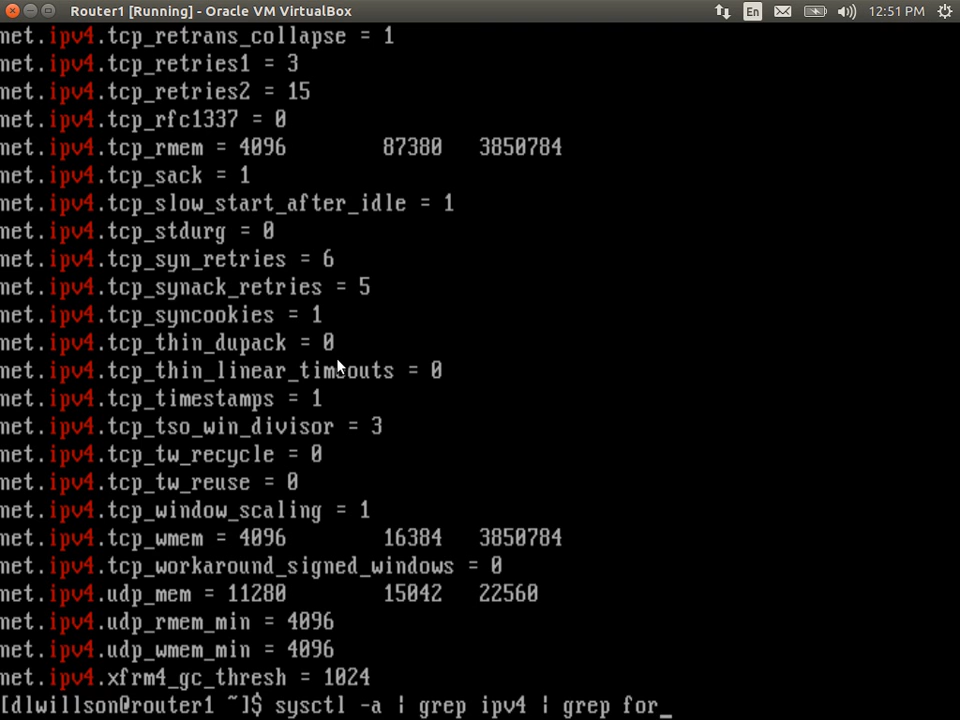 Router1 [Running] - Oracle VM VirtualBox En 12:51 PM
net.ipv4.tcp_retrans_collapse = 1
net.ipv4.tcp_retries1 = 3
net.ipv4.tcp_retries2 = 15
net.ipv4.tcp_rfc1337 = 0
net.ipv4.tcp_rmem = 4096 87380 3850784
net.ipv4.tcp_sack = 1
net.ipv4.tcp_slow_start_after_idle = 1
net.ipv4.tcp_stdurg = 0
net.ipv4.tcp_syn_retries = 6
net.ipv4.tcp_synack_retries = 5
net.ipv4.tcp_syncookies = 1
net.ipv4.tcp_thin_dupack = 0
net.ipv4.tcp_thin_linear_timeouts = 0
net.ipv4.tcp_timestamps = 1
net.ipv4.tcp_tso_win_divisor = 3
net.ipv4.tcp_tw_recycle = 0
net.ipv4.tcp_tw_reuse = 0
net.ipv4.tcp_window_scaling = 1
net.ipv4.tcp_wmem = 4096 16384 3850784
net.ipv4.tcp_workaround_signed_windows = 0
net.ipv4.udp_mem = 11280 15042 22560
net.ipv4.udp_rmem_min = 4096
net.ipv4.udp_wmem_min = 4096
net.ipv4.xfrm4_gc_thresh = 1024
[dlwillson@router1 ~]$ sysctl -a | grep ipv4 | grep for_